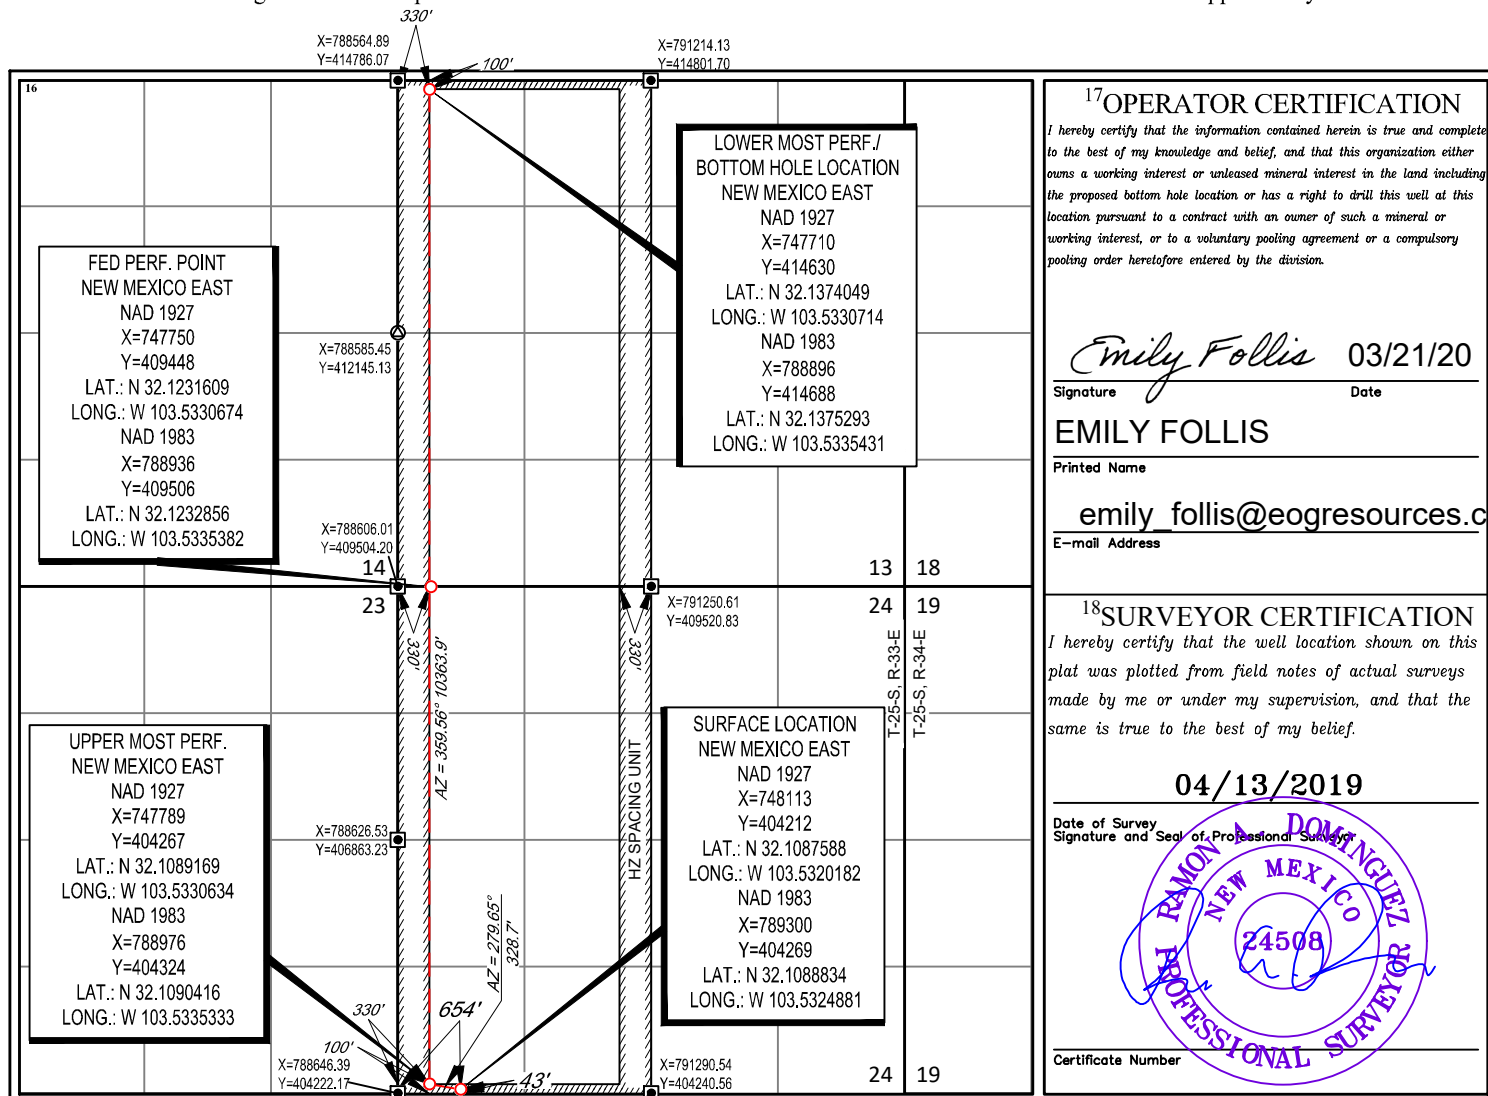 330'
X=788564.89
Y=414786.07
X=791214.13
Y=414801.70
100'
16
LOWER MOST PERF./
BOTTOM HOLE LOCATION
NEW MEXICO EAST
NAD 1927
X=747710
Y=414630
LAT.: N 32.1374049
LONG.: W 103.5330714
NAD 1983
X=788896
Y=414688
LAT.: N 32.1375293
LONG.: W 103.5335431
FED PERF. POINT
NEW MEXICO EAST
NAD 1927
X=747750
Y=409448
LAT.: N 32.1231609
LONG.: W 103.5330674
NAD 1983
X=788936
Y=409506
LAT.: N 32.1232856
LONG.: W 103.5335382
X=788585.45
Y=412145.13
X=788606.01
Y=409504.20
14
13 18
23
24 19
X=791250.61
Y=409520.83
330'
330'
AZ = 359.56° 10363.9'
T-25-S, R-33-E
T-25-S, R-34-E
HZ SPACING UNIT
UPPER MOST PERF.
NEW MEXICO EAST
NAD 1927
X=747789
Y=404267
LAT.: N 32.1089169
LONG.: W 103.5330634
NAD 1983
X=788976
Y=404324
LAT.: N 32.1090416
LONG.: W 103.5335333
X=788626.53
Y=406863.23
SURFACE LOCATION
NEW MEXICO EAST
NAD 1927
X=748113
Y=404212
LAT.: N 32.1087588
LONG.: W 103.5320182
NAD 1983
X=789300
Y=404269
LAT.: N 32.1088834
LONG.: W 103.5324881
AZ = 279.65°
328.7'
330'
654'
100'
43'
X=788646.39
Y=404222.17
X=791290.54
Y=404240.56
24 19
17OPERATOR CERTIFICATION
I hereby certify that the information contained herein is true and complete
to the best of my knowledge and belief, and that this organization either
owns a working interest or unleased mineral interest in the land including
the proposed bottom hole location or has a right to drill this well at this
location pursuant to a contract with an owner of such a mineral or
working interest, or to a voluntary pooling agreement or a compulsory
pooling order heretofore entered by the division.
Emily Follis 03/21/20
Signature Date
EMILY FOLLIS
Printed Name
emily_follis@eogresources.c
E-mail Address
18SURVEYOR CERTIFICATION
I hereby certify that the well location shown on this
plat was plotted from field notes of actual surveys
made by me or under my supervision, and that the
same is true to the best of my belief.
04/13/2019
Date of Survey
Signature and Seal of Professional Surveyor
RAMON A. DOMINGUEZ
NEW MEXICO
24508
PROFESSIONAL SURVEYOR
Certificate Number